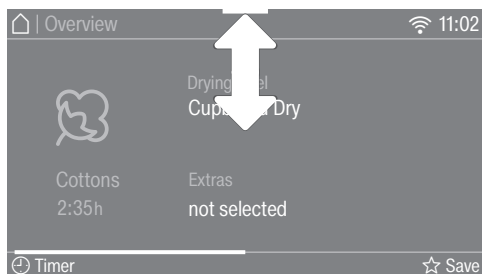 | Overview
11:02
Drying
Dry
Cottons
2:35h
Extras
not selected
Timer
Save